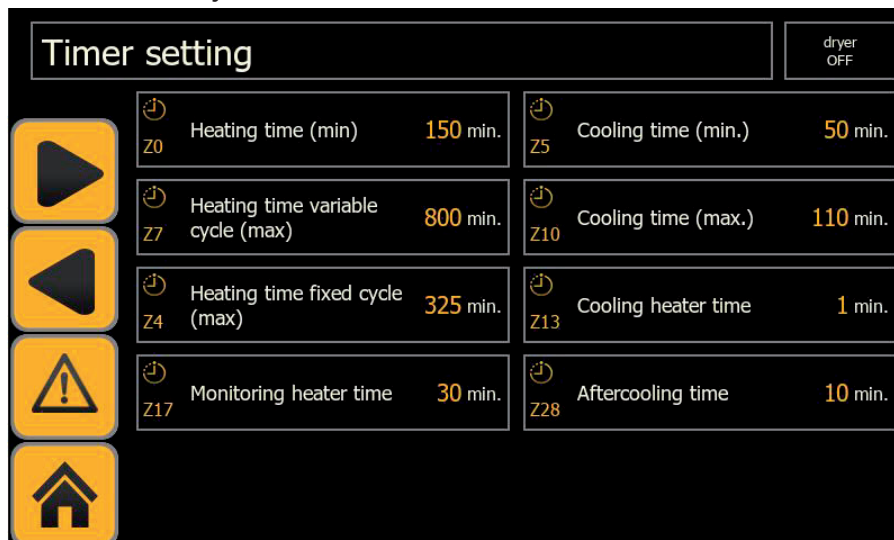 Timer setting
dryer
OFF
Z0
Heating time (min)
150 min.
Z5
Cooling time (min.)
50 min.
Z7
Heating time variable
cycle (max)
800 min.
Z10
Cooling time (max.)
110 min.
Z4
Heating time fixed cycle
(max)
325 min.
Z13
Cooling heater time
1 min.
Z17
Monitoring heater time
30 min.
Z28
Aftercooling time
10 min.